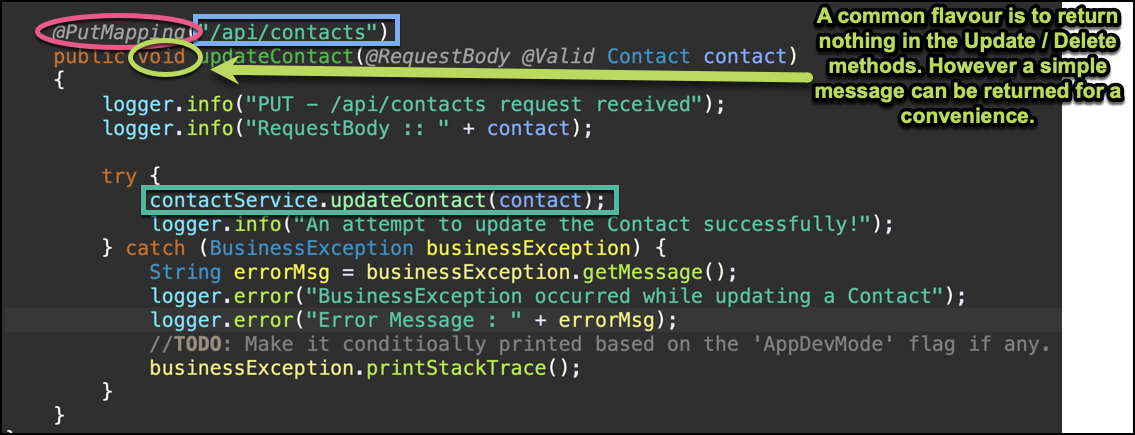 @PutMapping("/api/contacts")
public void updateContact(@RequestBody @Valid Contact contact)
{
logger.info("PUT – /api/contacts request received");
logger.info("RequestBody :: " + contact);
try {
contactService.updateContact(contact);
logger.info("An attempt to update the Contact successfully!");
} catch (BusinessException businessException) {
String errorMsg = businessException.getMessage();
logger.error("BusinessException occurred while updating a Contact");
logger.error("Error Message : " + errorMsg);
//TODO: Make it conditioally printed based on the 'AppDevMode' flag if any.
businessException.printStackTrace();
}
}
A common flavour is to return
nothing in the Update / Delete
methods. However a simple
message can be returned for a
convenience.